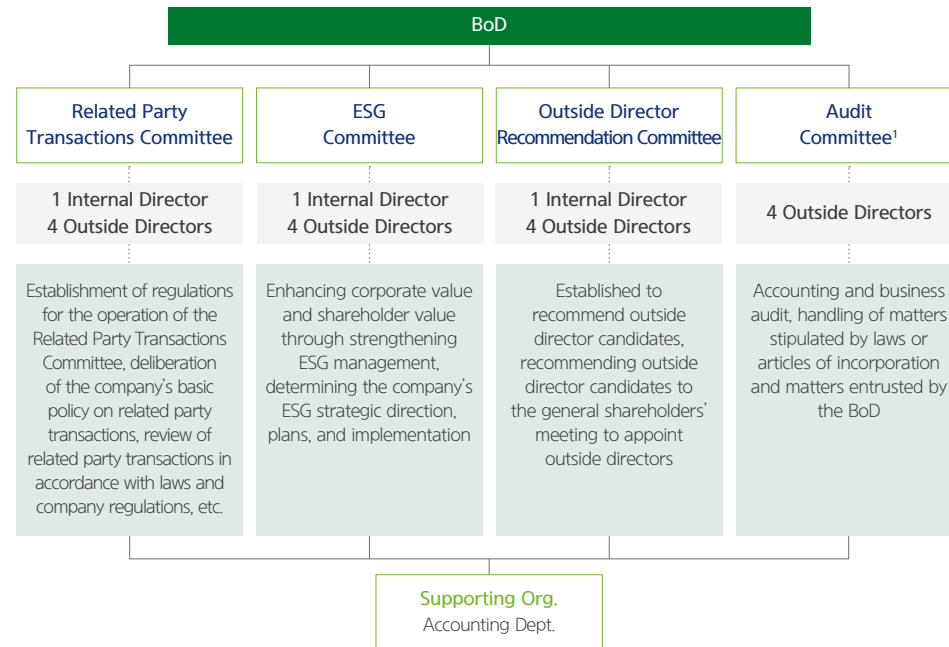 BoD
Related Party
Transactions Committee
1 Internal Director
4 Outside Directors
Establishment of regulations
for the operation of the
Related Party Transactions
Committee, deliberation
of the company's basic
policy on related party
transactions, review of
related party transactions in
accordance with laws and
company regulations, etc.
ESG
Committee
1 Internal Director
4 Outside Directors
Enhancing corporate value
and shareholder value
through strengthening
ESG management,
determining the company's
ESG strategic direction,
plans, and implementation
Outside Director
Recommendation Committee
1 Internal Director
4 Outside Directors
Established to
recommend outside
director candidates,
recommending outside
director candidates to
the general shareholders'
meeting to appoint
outside directors
Audit
Committee¹
4 Outside Directors
Accounting and business
audit, handling of matters
stipulated by laws or
articles of incorporation
and matters entrusted by
the BoD
Supporting Org.
Accounting Dept.